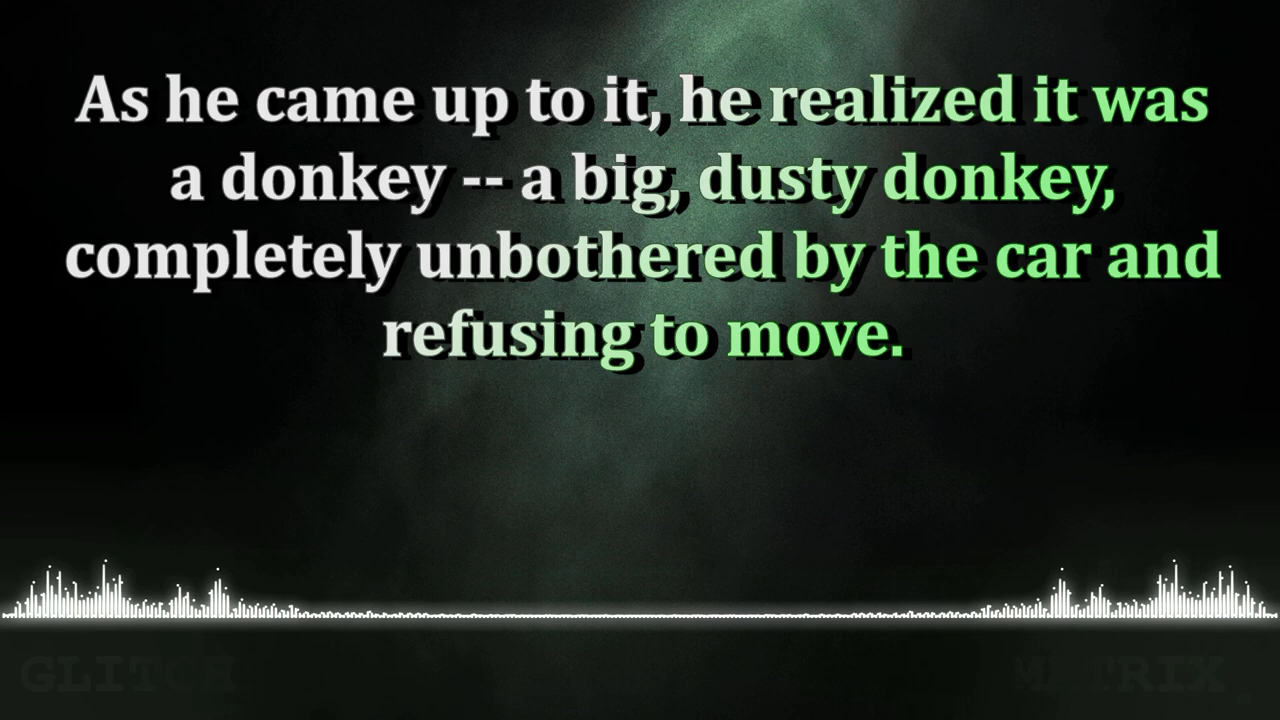 As he came up to it, he realized it was
a donkey -- a big, dusty donkey,
completely unbothered by the car and
refusing to move.
GLITCH MATRIX